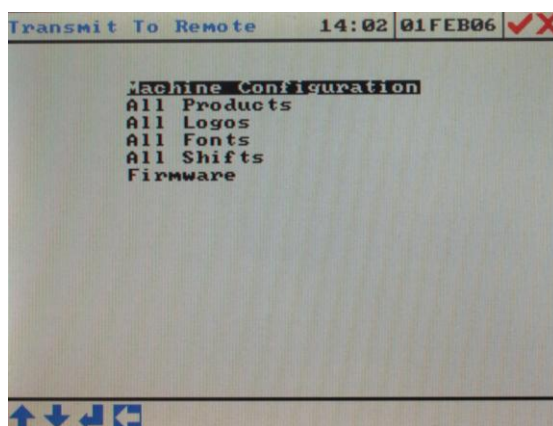 Transmit To Remote 14:02 01FEB06
Machine Configuration
All Products
All Logos
All Fonts
All Shifts
Firmware